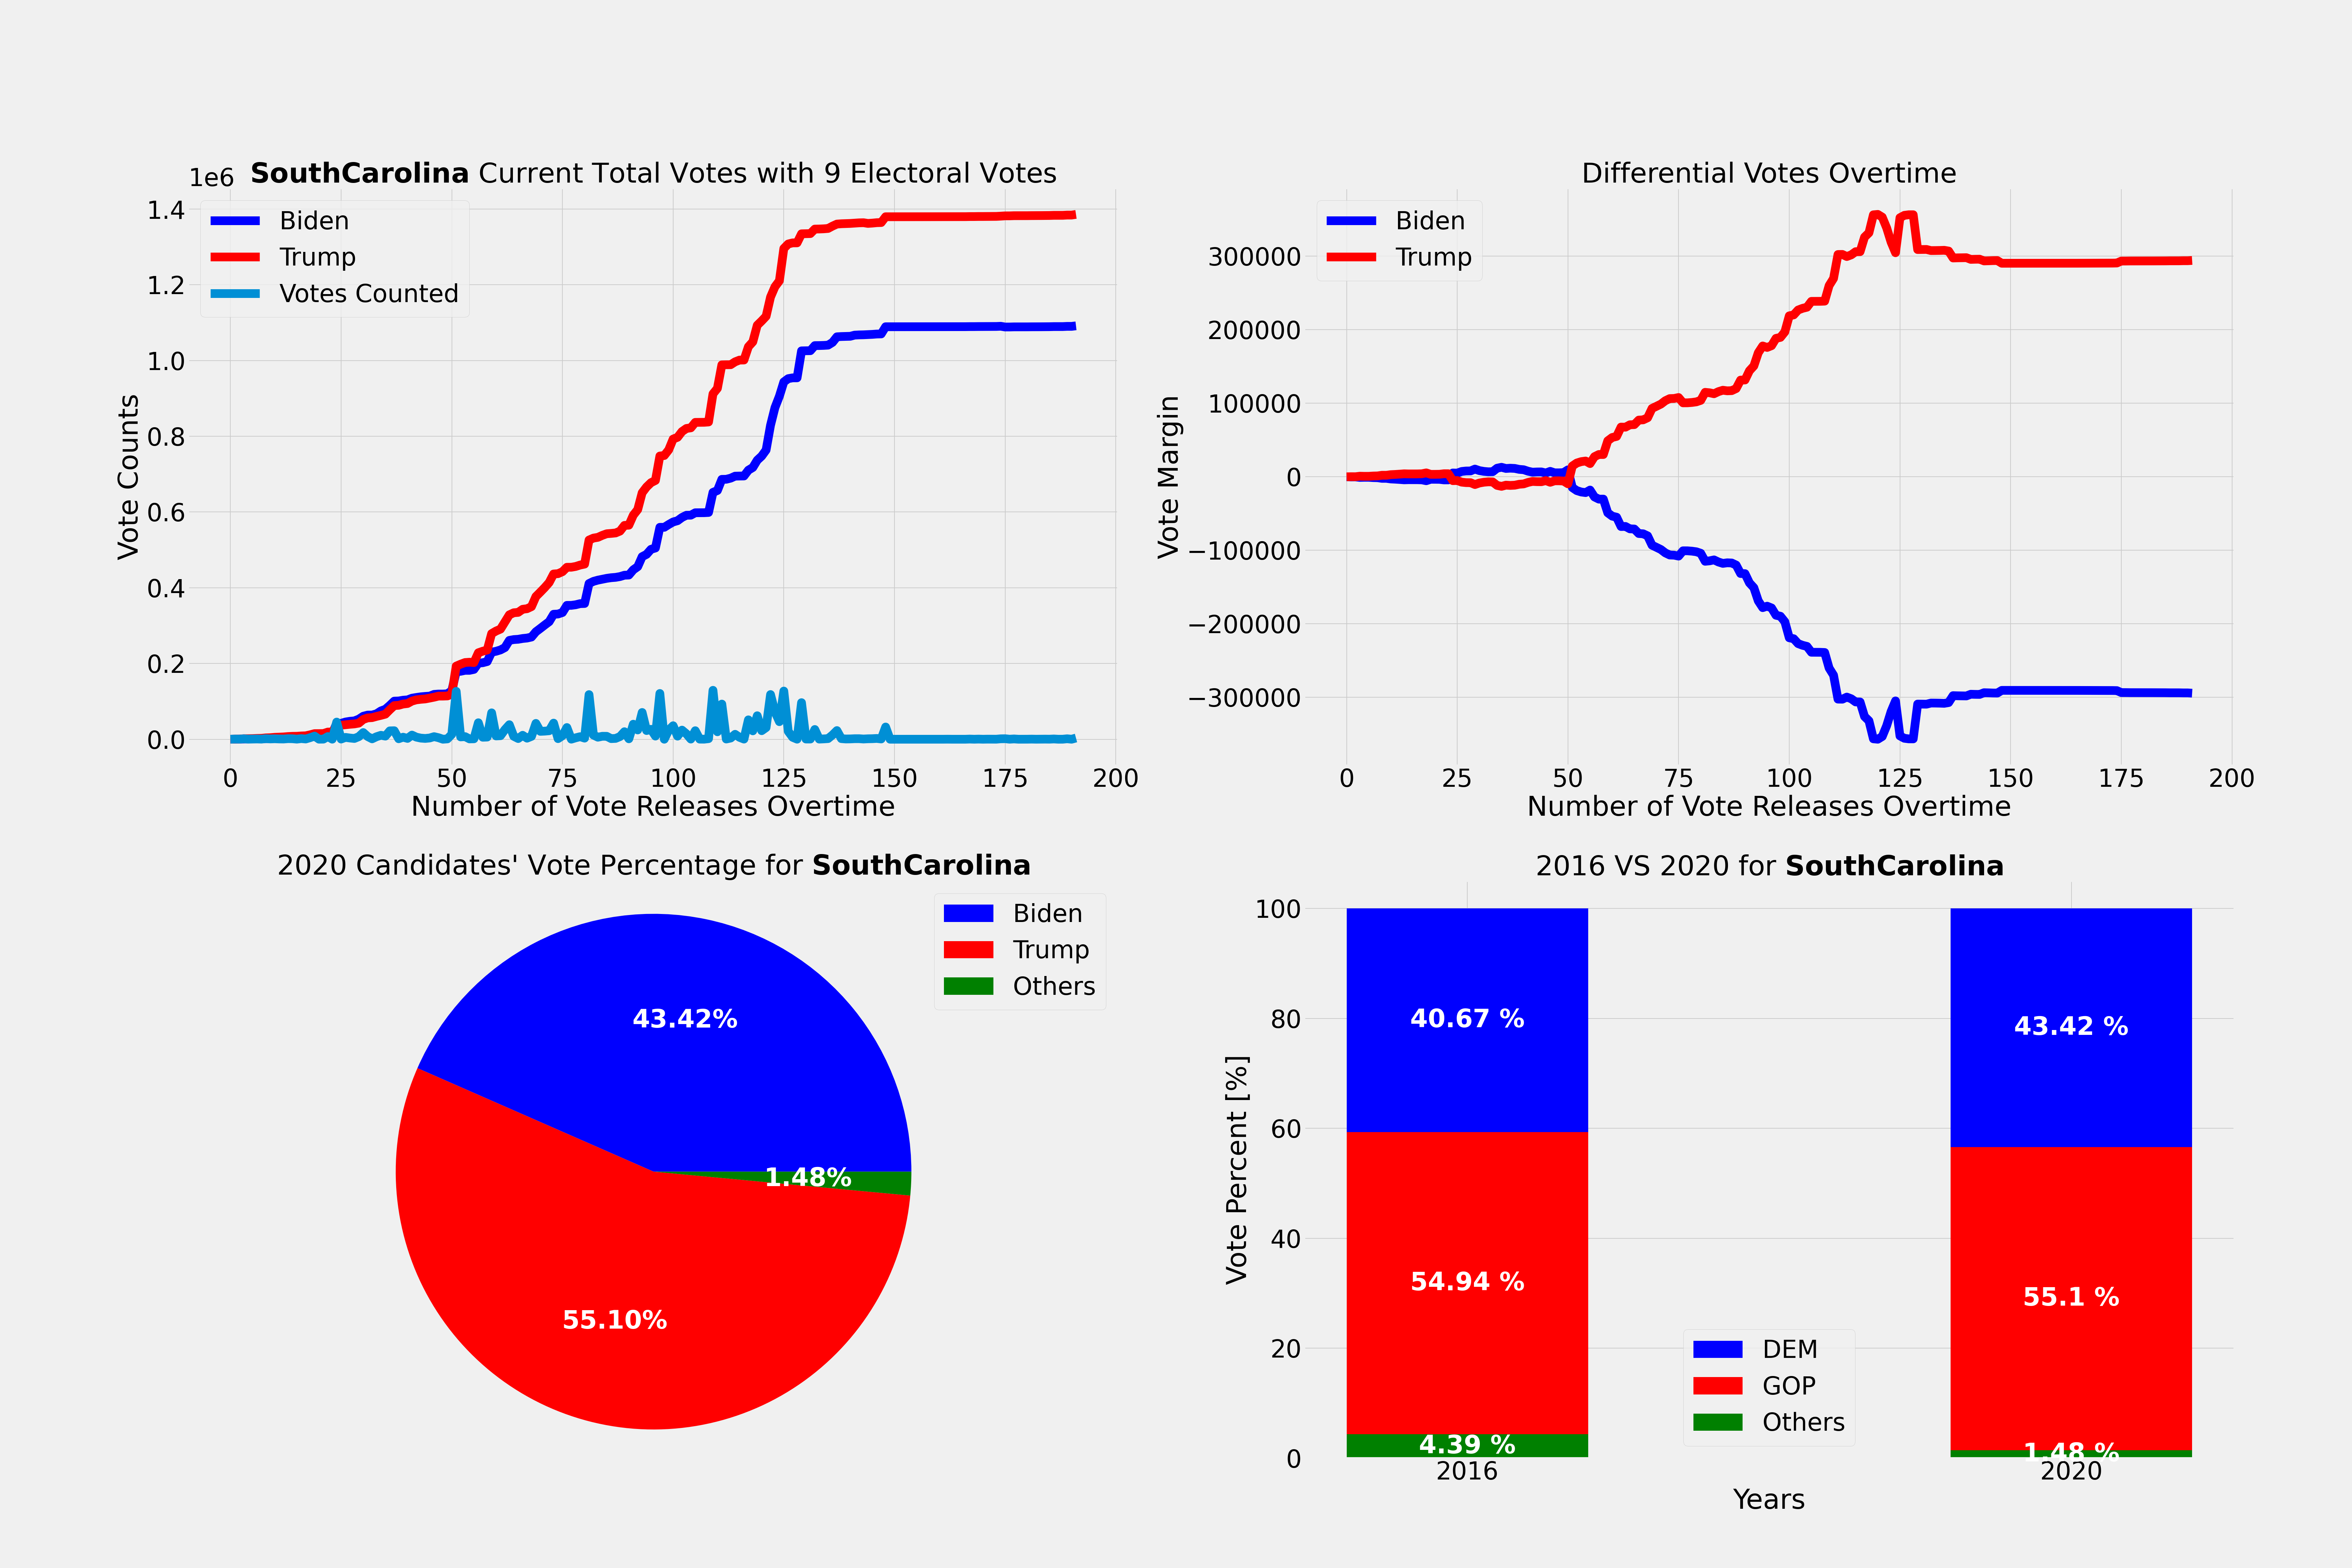 SouthCarolina Current Total Votes with 9 Electoral Votes
1e6
Biden
Trump
Votes Counted
1.4
1.2
1.0
0.8
0.6
0.4
0.2
0.0
Vote Counts
0 25 50 75 100 125 150 175 200
Number of Vote Releases Overtime
Differential Votes Overtime
Biden
Trump
300000
200000
100000
0
−100000
−200000
−300000
Vote Margin
0 25 50 75 100 125 150 175 200
Number of Vote Releases Overtime
2020 Candidates' Vote Percentage for SouthCarolina
Biden
Trump
Others
43.42%
1.48%
55.10%
2016 VS 2020 for SouthCarolina
100
80
60
40
20
0
Vote Percent [%]
40.67 %
43.42 %
54.94 %
55.1 %
4.39 %
1.48 %
DEM
GOP
Others
2016 2020
Years